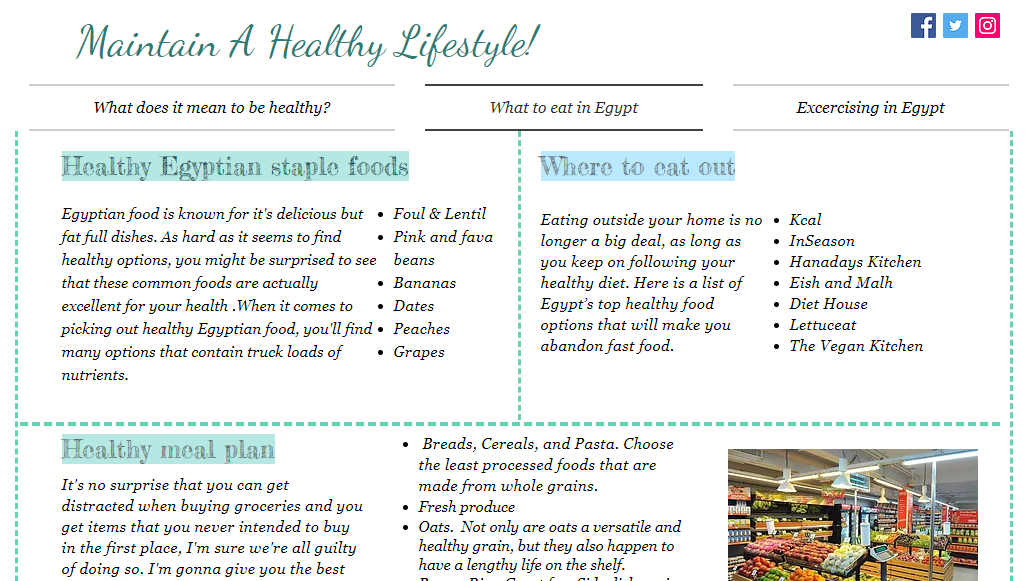 Maintain A Healthy Lifestyle!
What does it mean to be healthy?
What to eat in Egypt
Excercising in Egypt
Healthy Egyptian staple foods
Egyptian food is known for it's delicious but
fat full dishes. As hard as it seems to find
healthy options, you might be surprised to see
that these common foods are actually
excellent for your health .When it comes to
picking out healthy Egyptian food, you'll find
many options that contain truck loads of
nutrients.
• Foul & Lentil
• Pink and fava
beans
• Bananas
• Dates
• Peaches
• Grapes
Where to eat out
Eating outside your home is no
longer a big deal, as long as
you keep on following your
healthy diet. Here is a list of
Egypt's top healthy food
options that will make you
abandon fast food.
• Kcal
• InSeason
• Hanadays Kitchen
• Eish and Malh
• Diet House
• Lettuceat
• The Vegan Kitchen
Healthy meal plan
It's no surprise that you can get
distracted when buying groceries and you
get items that you never intended to buy
in the first place, I'm sure we're all guilty
of doing so. I'm gonna give you the best
• Breads, Cereals, and Pasta. Choose
the least processed foods that are
made from whole grains.
• Fresh produce
• Oats. Not only are oats a versatile and
healthy grain, but they also happen to
have a lengthy life on the shelf.